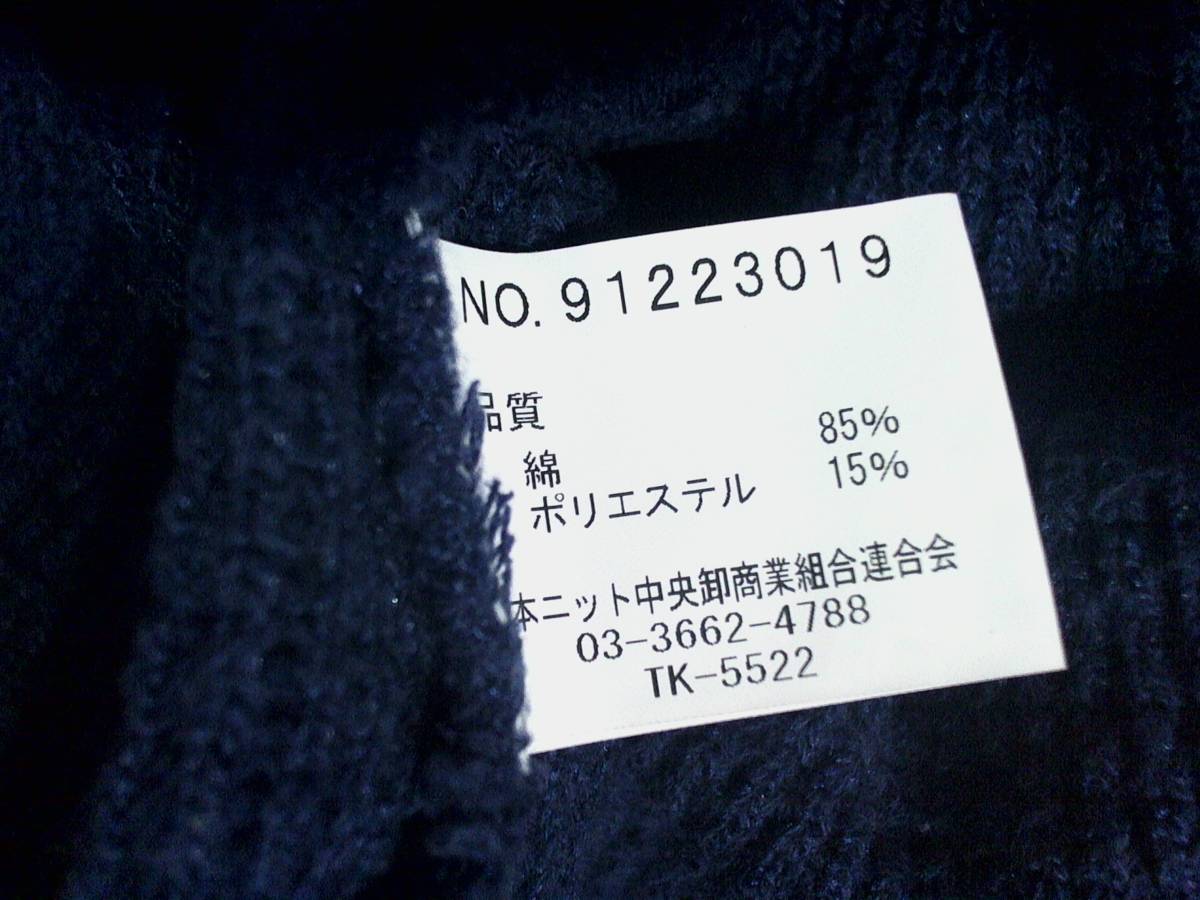 NO.91223019
品質
綿 85%
ポリエステル 15%
本ニット中央卸商業組合連合会
03-3662-4788
TK-5522